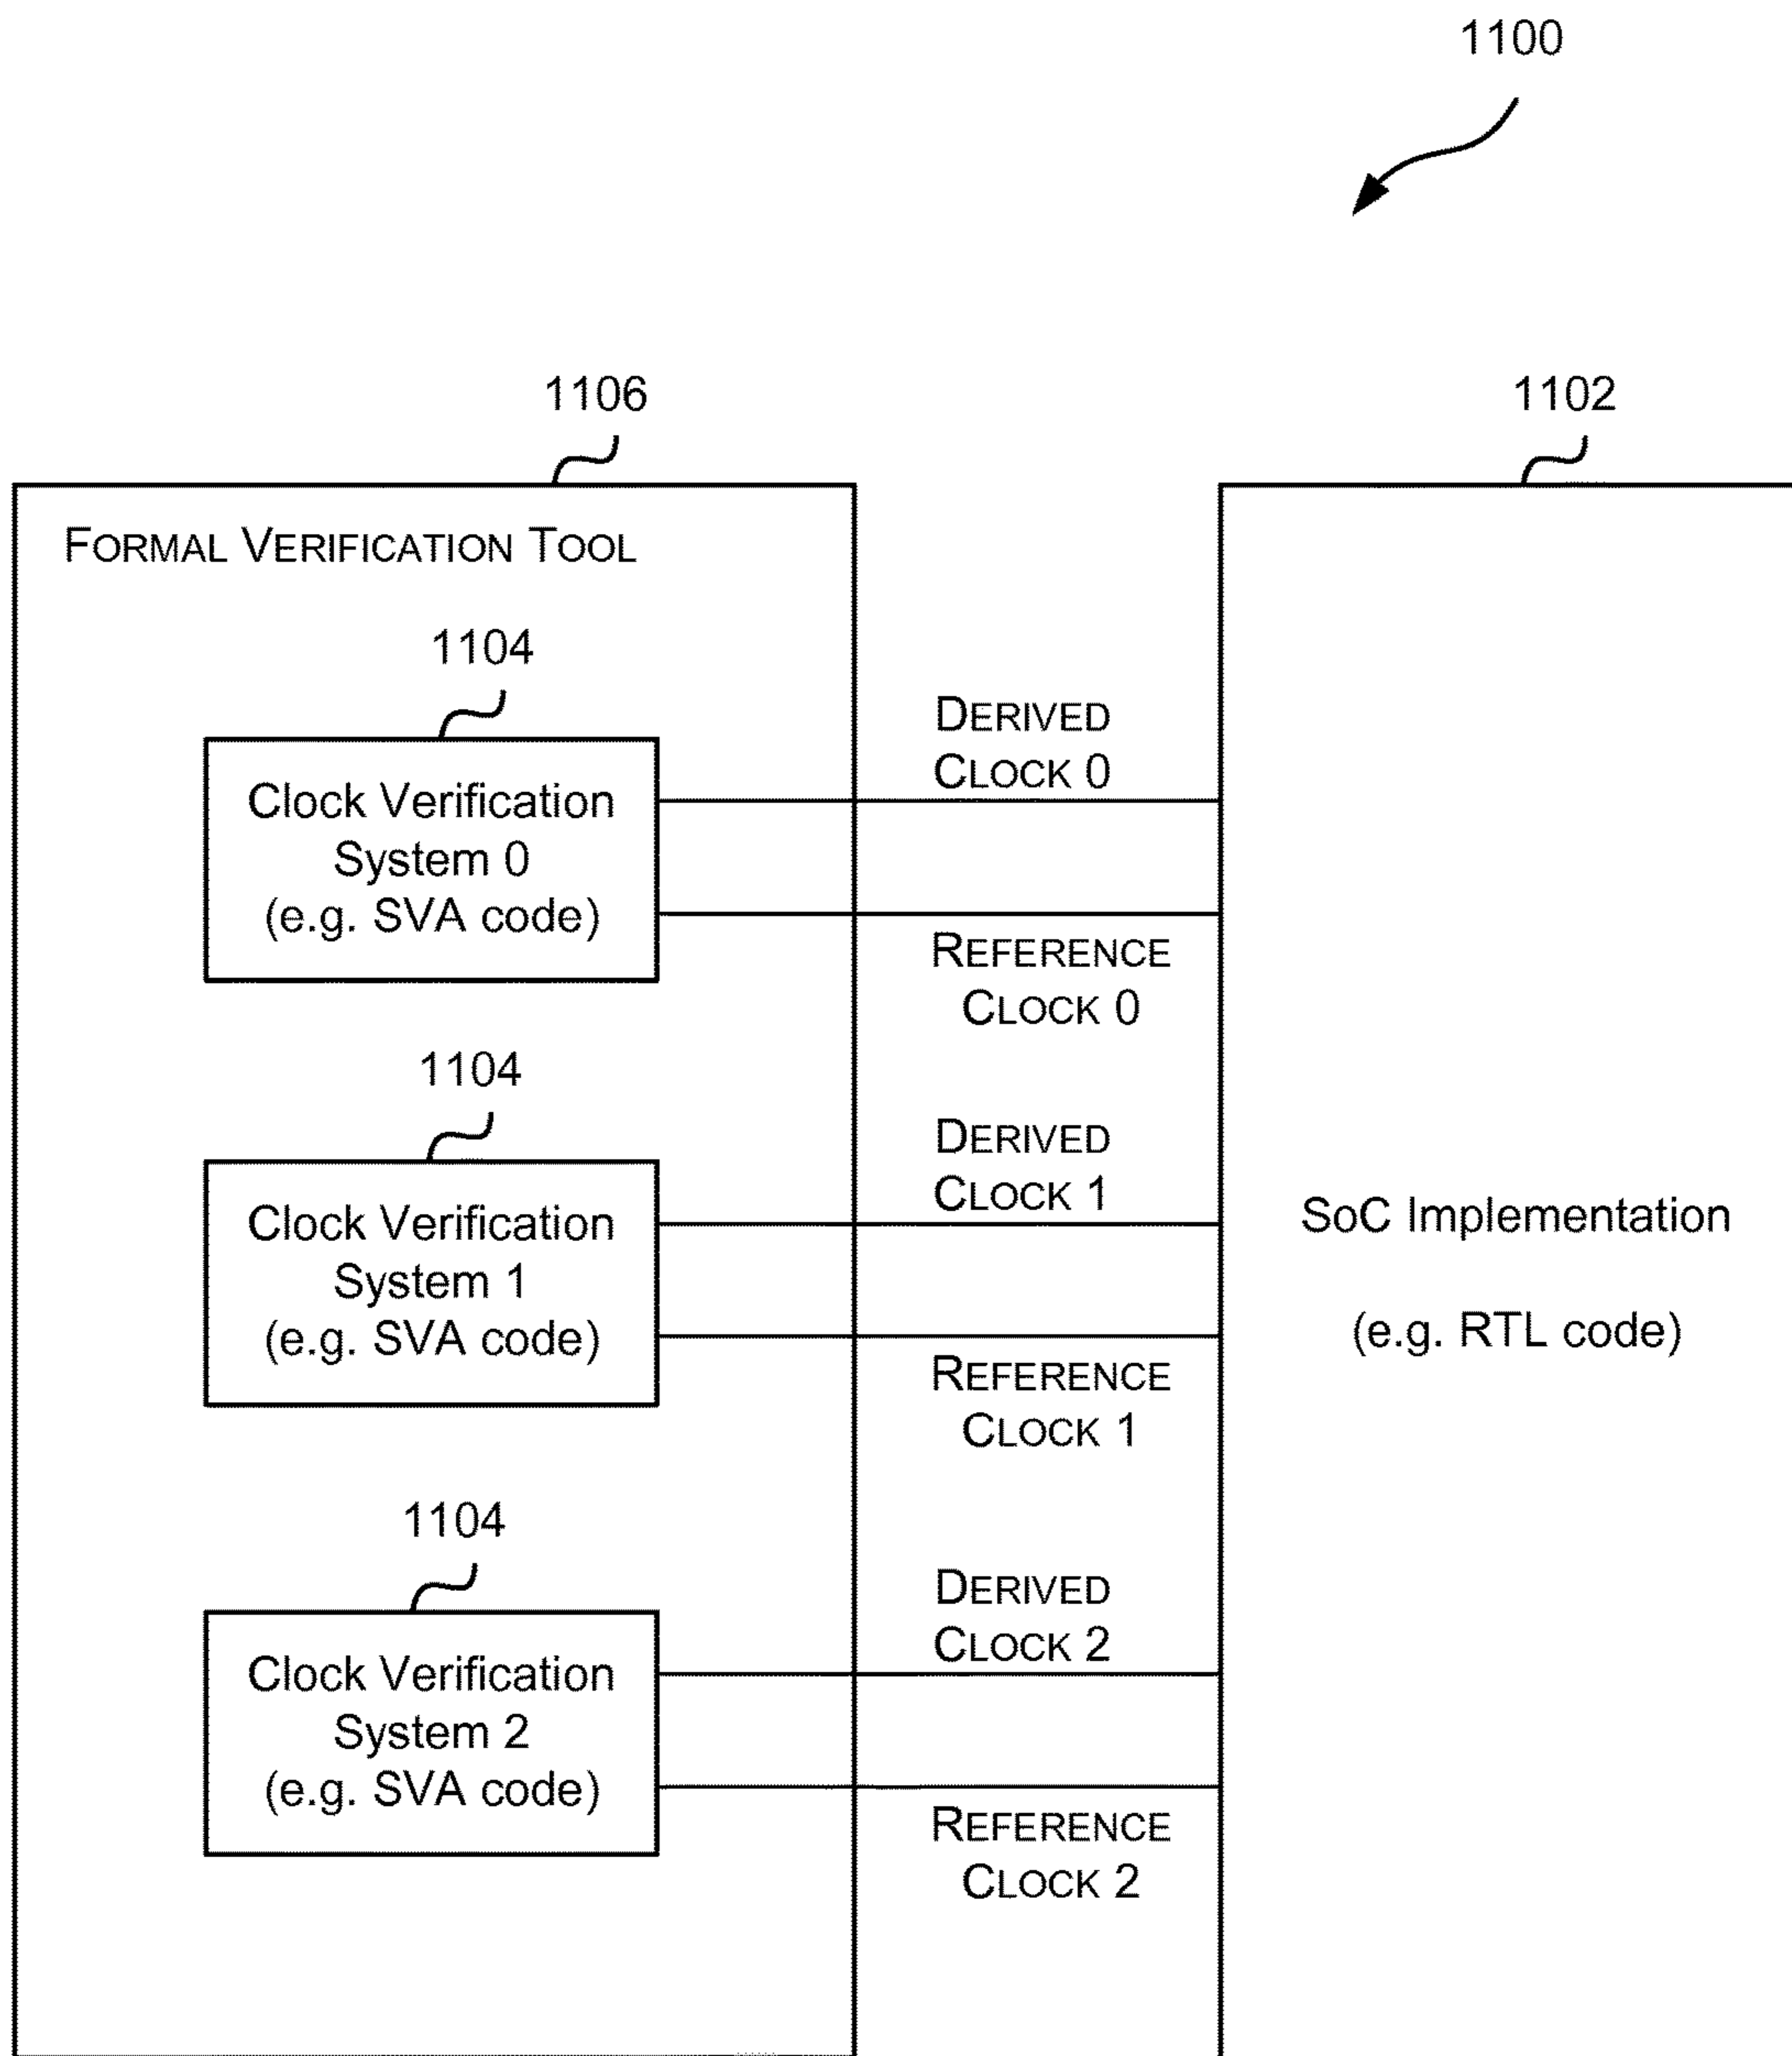 1100
1106
1102
FORMAL VERIFICATION TOOL
1104
Clock Verification
System 0
(e.g. SVA code)
DERIVED
CLOCK 0
REFERENCE
CLOCK 0
1104
Clock Verification
System 1
(e.g. SVA code)
DERIVED
CLOCK 1
REFERENCE
CLOCK 1
1104
Clock Verification
System 2
(e.g. SVA code)
DERIVED
CLOCK 2
REFERENCE
CLOCK 2
SoC Implementation
(e.g. RTL code)